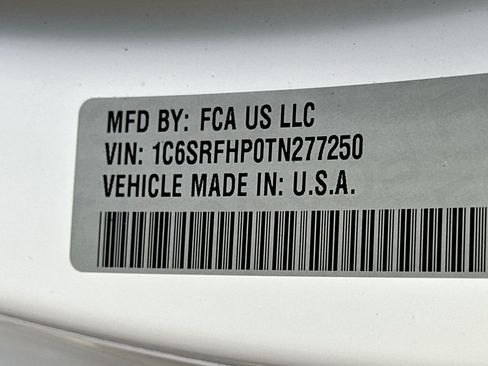 MFD BY: FCA US LLC
VIN: 1C6SRFHP0TN277250
VEHICLE MADE IN: U.S.A.